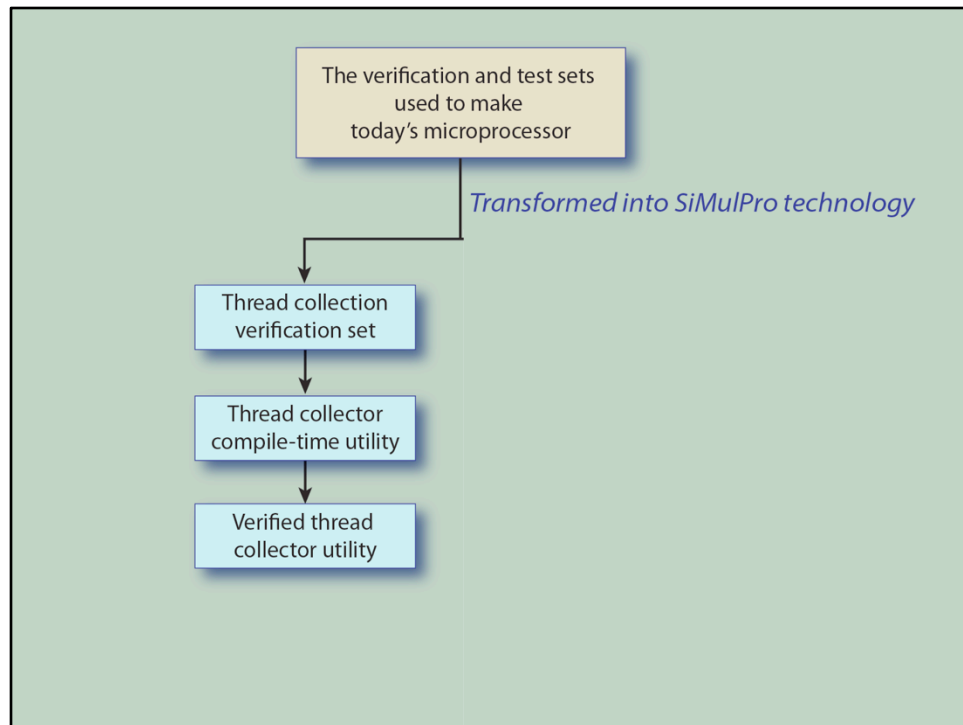 The verification and test sets
used to make
today's microprocessor
Transformed into SiMulPro technology
Thread collection
verification set
Thread collector
compile-time utility
Verified thread
collector utility